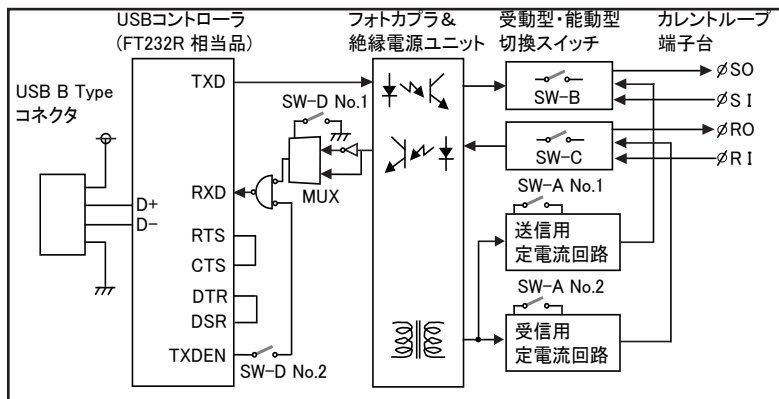 USBコントローラ
(FT232R 相当品)
フォトカプラ&
絶縁電源ユニット
受動型・能動型
切換スイッチ
カレントループ
端子台
USB B Type
コネクタ
D+
D-
TXD
RXD
RTS
CTS
DTR
DSR
TXDEN
SW-D No.1
MUX
SW-D No.2
SW-B
SW-C
SW-A No.1
送信用
定電流回路
SW-A No.2
受信用
定電流回路
SO
SI
RO
RI